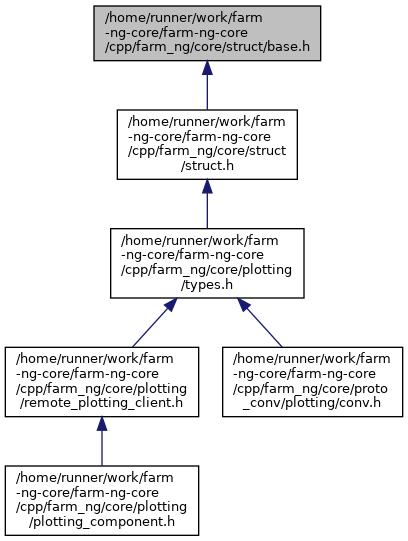 /home/runner/work/farm
-ng-core/farm-ng-core
/cpp/farm_ng/core/struct/base.h
/home/runner/work/farm
-ng-core/farm-ng-core
/cpp/farm_ng/core/struct
/struct.h
/home/runner/work/farm
-ng-core/farm-ng-core
/cpp/farm_ng/core/plotting
/types.h
/home/runner/work/farm
-ng-core/farm-ng-core
/cpp/farm_ng/core/plotting
/remote_plotting_client.h
/home/runner/work/farm
-ng-core/farm-ng-core
/cpp/farm_ng/core/proto
_conv/plotting/conv.h
/home/runner/work/farm
-ng-core/farm-ng-core
/cpp/farm_ng/core/plotting
/plotting_component.h